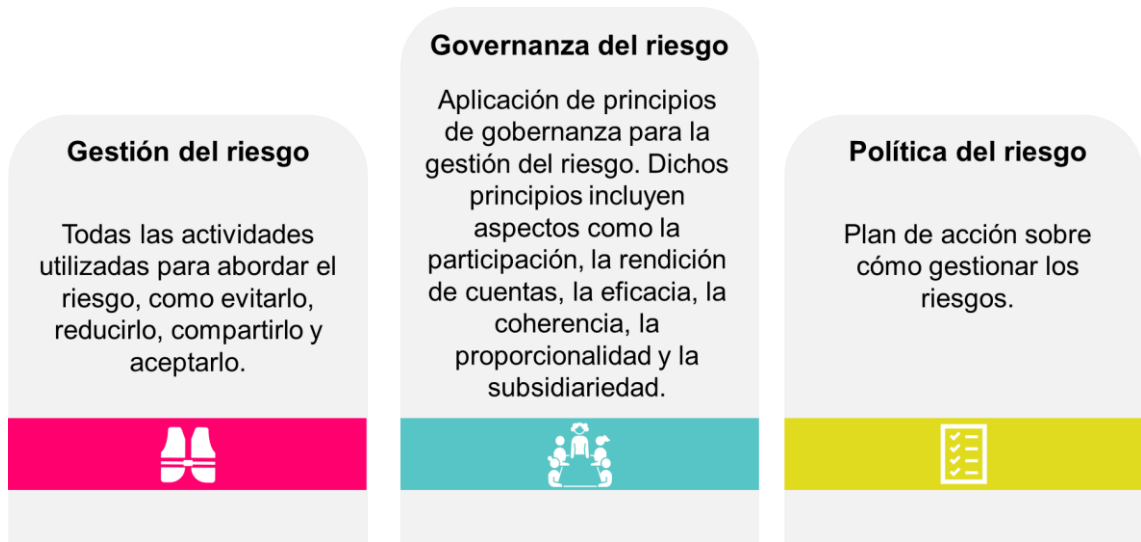 Gestión del riesgo
Todas las actividades
utilizadas para abordar el
riesgo, como evitarlo,
reducirlo, compartirlo y
aceptarlo.
Governanza del riesgo
Aplicación de principios
de gobernanza para la
gestión del riesgo. Dichos
principios incluyen
aspectos como la
participación, la rendición
de cuentas, la eficacia, la
coherencia, la
proporcionalidad y la
subsidiariedad.
Política del riesgo
Plan de acción sobre
cómo gestionar los
riesgos.